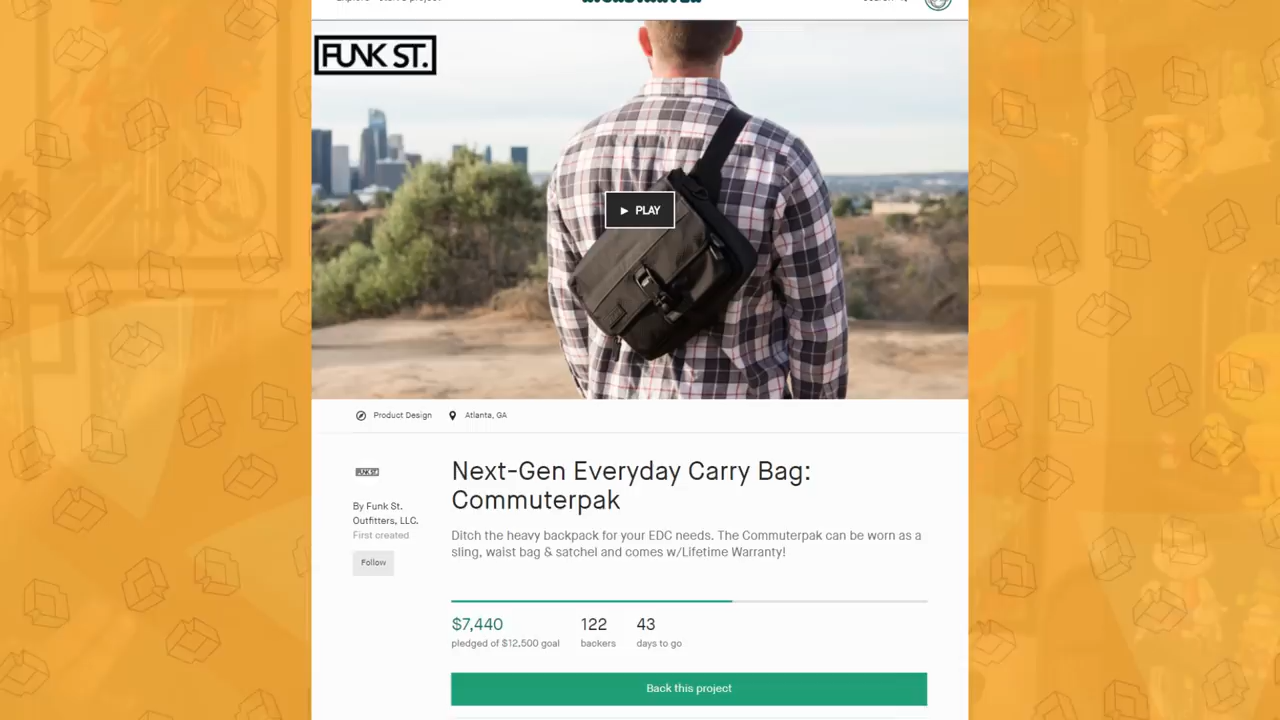 FUNK ST.
PLAY
Product Design
Atlanta, GA
FUNK ST.
By Funk St.
Outfitters, LLC.
First created
Follow
Next-Gen Everyday Carry Bag:
Commuterpak
Ditch the heavy backpack for your EDC needs. The Commuterpak can be worn as a
sling, waist bag & satchel and comes w/Lifetime Warranty!
$7,440
pledged of $12,500 goal
122
backers
43
days to go
Back this project